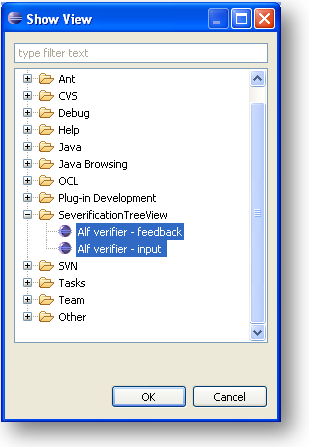 Show View
type filter text
Ant
CVS
Debug
Help
Java
Java Browsing
OCL
Plug-in Development
SeverificationTreeView
Alf verifier - feedback
Alf verifier - input
SVN
Tasks
Team
Other
OK
Cancel